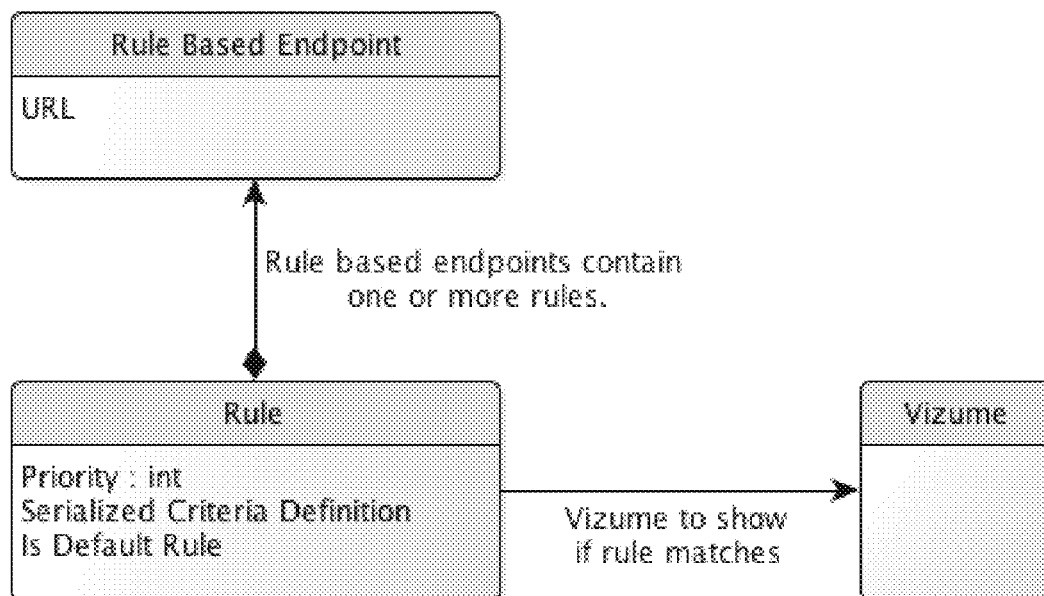 Rule Based Endpoint
URL
Rule based endpoints contain
one or more rules.
Rule
Priority : int
Serialized Criteria Definition
Is Default Rule
Vizume to show
if rule matches
Vizume